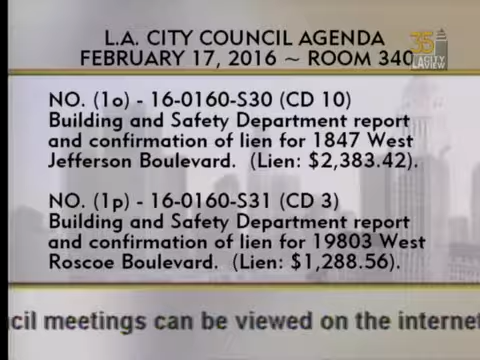 L.A. CITY COUNCIL AGENDA
FEBRUARY 17, 2016 ~ ROOM 340
35
LA CITYVIEW
NO. (1o) - 16-0160-S30 (CD 10)
Building and Safety Department report
and confirmation of lien for 1847 West
Jefferson Boulevard. (Lien: $2,383.42).
NO. (1p) - 16-0160-S31 (CD 3)
Building and Safety Department report
and confirmation of lien for 19803 West
Roscoe Boulevard. (Lien: $1,288.56).
cil meetings can be viewed on the internet